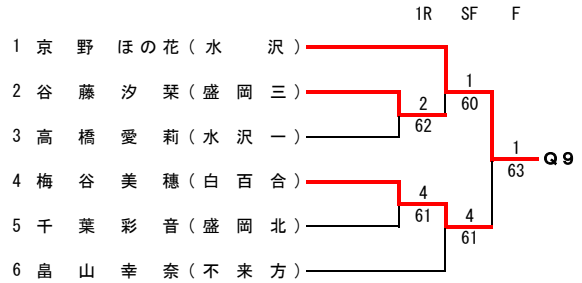 1R SF F
1 京野ほの花(水沢)
1
60
2 谷藤汐栞(盛岡三)
2
62
3 高橋愛莉(水沢一)
1
63
Q9
4 梅谷美穂(白百合)
4
61
5 千葉彩音(盛岡北)
4
61
6 畠山幸奈(不来方)